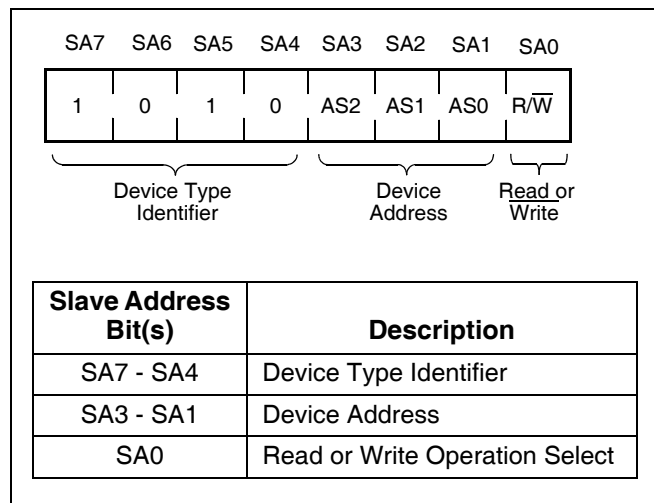 SA7 SA6 SA5 SA4 SA3 SA2 SA1 SA0
1 0 1 0 AS2 AS1 AS0 R/W̅
Device Type Device Read or
Identifier Address W̅r̅i̅t̅e̅
Slave Address
Bit(s) Description
SA7 - SA4 Device Type Identifier
SA3 - SA1 Device Address
SA0 Read or Write Operation Select